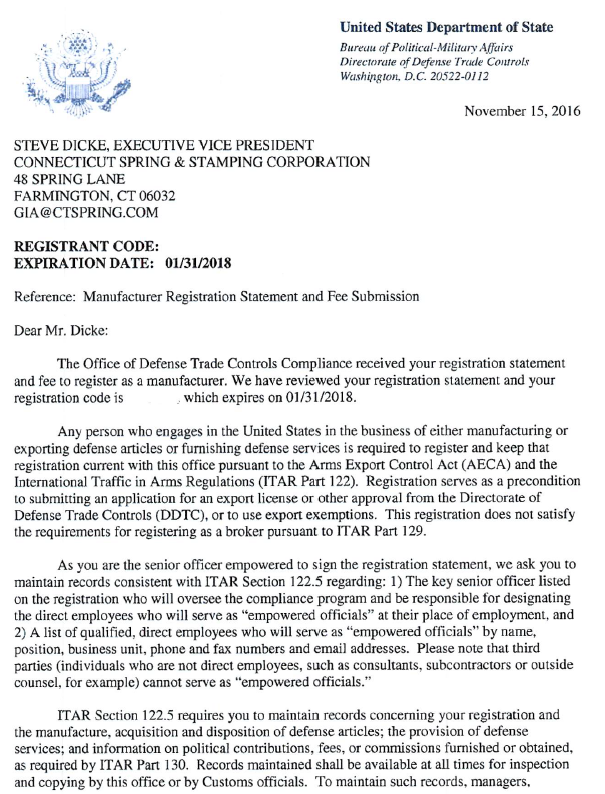 United States Department of State
Bureau of Political-Military Affairs
Directorate of Defense Trade Controls
Washington, D.C. 20522-0112
November 15, 2016
STEVE DICKE, EXECUTIVE VICE PRESIDENT
CONNECTICUT SPRING & STAMPING CORPORATION
48 SPRING LANE
FARMINGTON, CT 06032
GIA@CTSPRING.COM
REGISTRANT CODE:
EXPIRATION DATE: 01/31/2018
Reference: Manufacturer Registration Statement and Fee Submission
Dear Mr. Dicke:
The Office of Defense Trade Controls Compliance received your registration statement
and fee to register as a manufacturer. We have reviewed your registration statement and your
registration code is , which expires on 01/31/2018.
Any person who engages in the United States in the business of either manufacturing or
exporting defense articles or furnishing defense services is required to register and keep that
registration current with this office pursuant to the Arms Export Control Act (AECA) and the
International Traffic in Arms Regulations (ITAR Part 122). Registration serves as a precondition
to submitting an application for an export license or other approval from the Directorate of
Defense Trade Controls (DDTC), or to use export exemptions. This registration does not satisfy
the requirements for registering as a broker pursuant to ITAR Part 129.
As you are the senior officer empowered to sign the registration statement, we ask you to
maintain records consistent with ITAR Section 122.5 regarding: 1) The key senior officer listed
on the registration who will oversee the compliance program and be responsible for designating
the direct employees who will serve as “empowered officials” at their place of employment, and
2) A list of qualified, direct employees who will serve as “empowered officials” by name,
position, business unit, phone and fax numbers and email addresses. Please note that third
parties (individuals who are not direct employees, such as consultants, subcontractors or outside
counsel, for example) cannot serve as “empowered officials.”
ITAR Section 122.5 requires you to maintain records concerning your registration and
the manufacture, acquisition and disposition of defense articles; the provision of defense
services; and information on political contributions, fees, or commissions furnished or obtained,
as required by ITAR Part 130. Records maintained shall be available at all times for inspection
and copying by this office or by Customs officials. To maintain such records, managers,